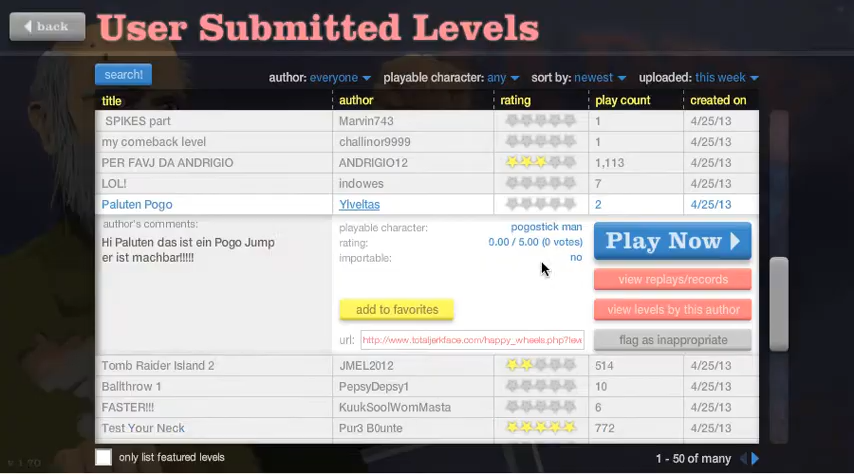 back
User Submitted Levels
search!
author: everyone playable character: any sort by: newest uploaded: this week
title author rating play count created on
SPIKES part Marvin743 1 4/25/13
my comeback level challinor9999 1 4/25/13
PER FAVJ DA ANDRIGIO ANDRIGIO12 1,113 4/25/13
LOL! indowes 7 4/25/13
Paluten Pogo Ylveltas 2 4/25/13
author's comments:
Hi Paluten das ist ein Pogo Jump
er ist machbar!!!!!
playable character: pogostick man
rating: 0.00 / 5.00 (0 votes)
importable: no
Play Now
view replays/records
add to favorites
view levels by this author
url: http://www.totaljerkface.com/happy_wheels.php?lev
flag as inappropriate
Tomb Raider Island 2 JMEL2012 514 4/25/13
Ballthrow 1 PepsyDepsy1 10 4/25/13
FASTER!!! KuukSoolWomMasta 6 4/25/13
Test Your Neck Pur3 B0unte 772 4/25/13
only list featured levels
1 - 50 of many
v 1.70